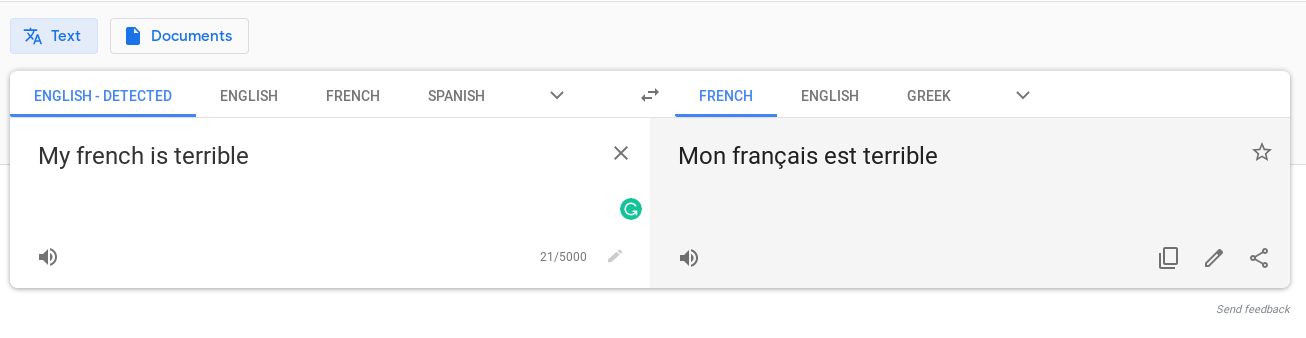 Text Documents
ENGLISH - DETECTED ENGLISH FRENCH SPANISH FRENCH ENGLISH GREEK
My french is terrible
Mon français est terrible
21/5000
Send feedback